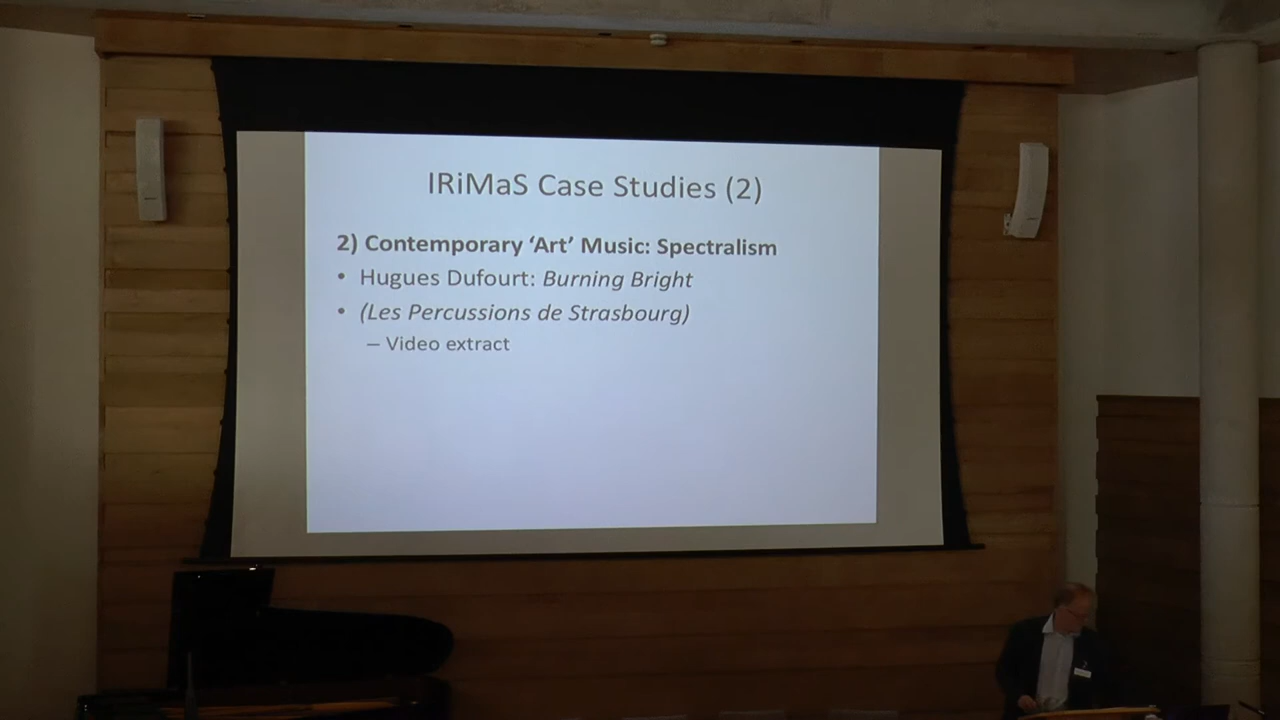 IRiMaS Case Studies (2)
2) Contemporary ‘Art’ Music: Spectralism
• Hugues Dufourt: Burning Bright
• (Les Percussions de Strasbourg)
– Video extract